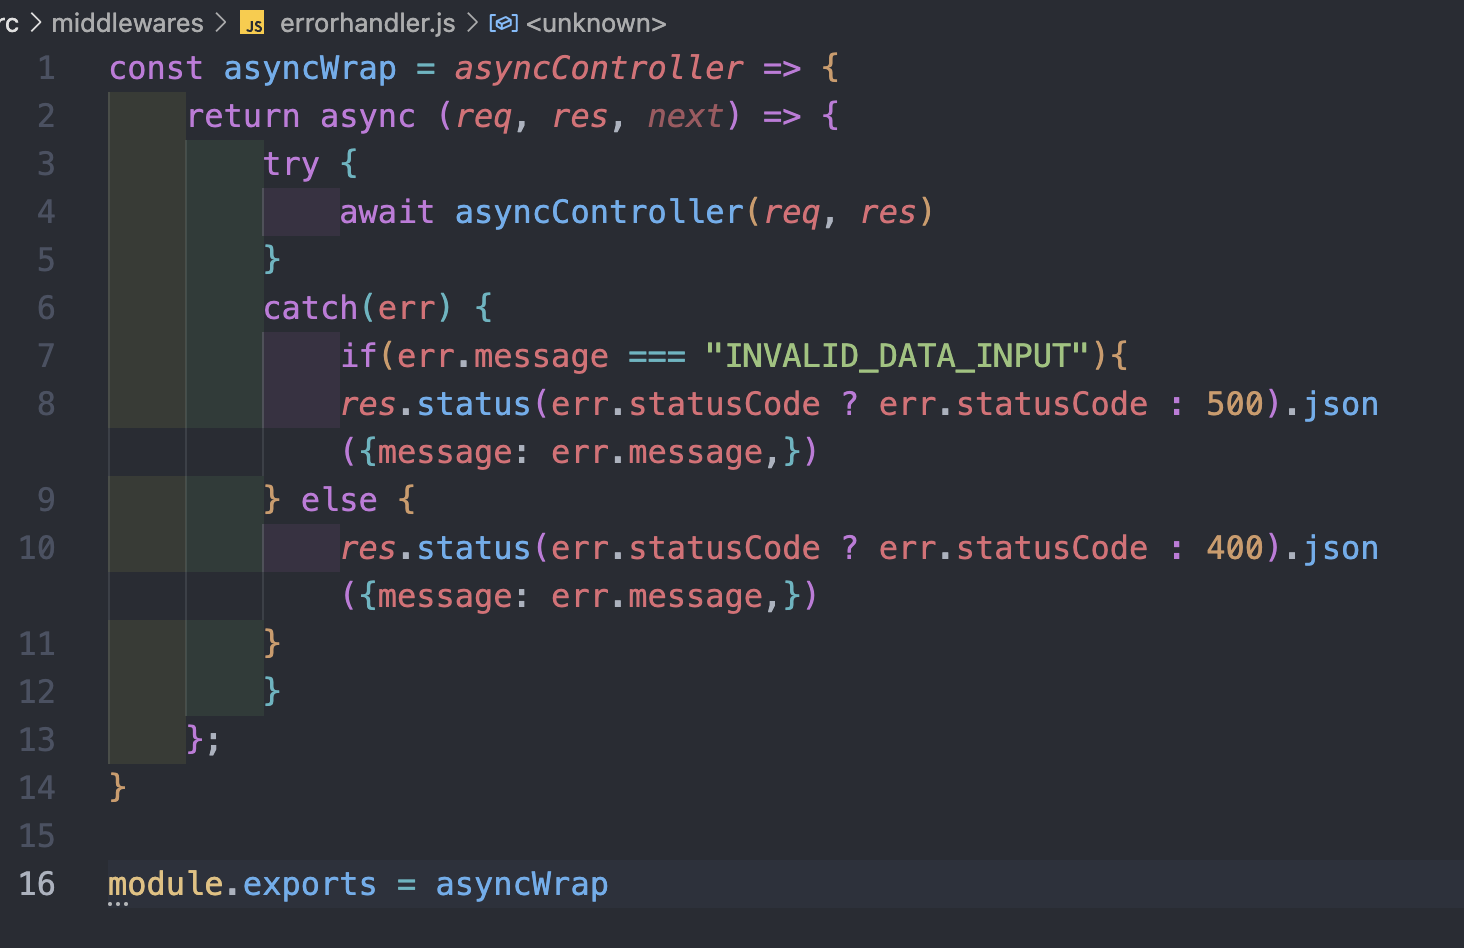 rc > middlewares > JS errorhandler.js > <unknown>
1 const asyncWrap = asyncController => {
2 return async (req, res, next) => {
3 try {
4 await asyncController(req, res)
5 }
6 catch(err) {
7 if(err.message === "INVALID_DATA_INPUT"){
8 res.status(err.statusCode ? err.statusCode : 500).json
({message: err.message,})
9 } else {
10 res.status(err.statusCode ? err.statusCode : 400).json
({message: err.message,})
11 }
12 }
13 };
14 }
15
16 module.exports = asyncWrap